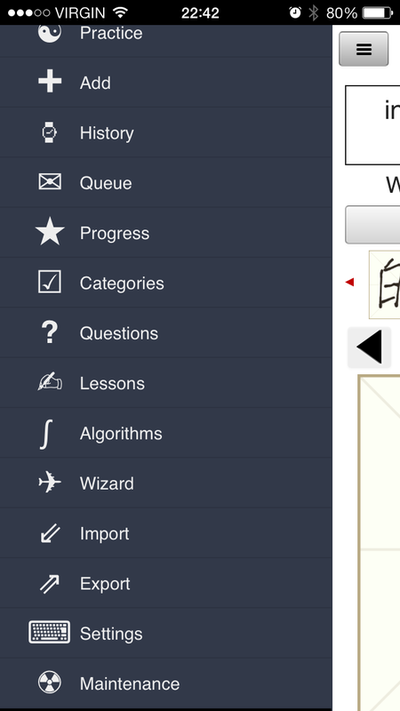 VIRGIN 22:42 80%
Practice
Add
History
Queue
Progress
Categories
Questions
Lessons
Algorithms
Wizard
Import
Export
Settings
Maintenance
in
W